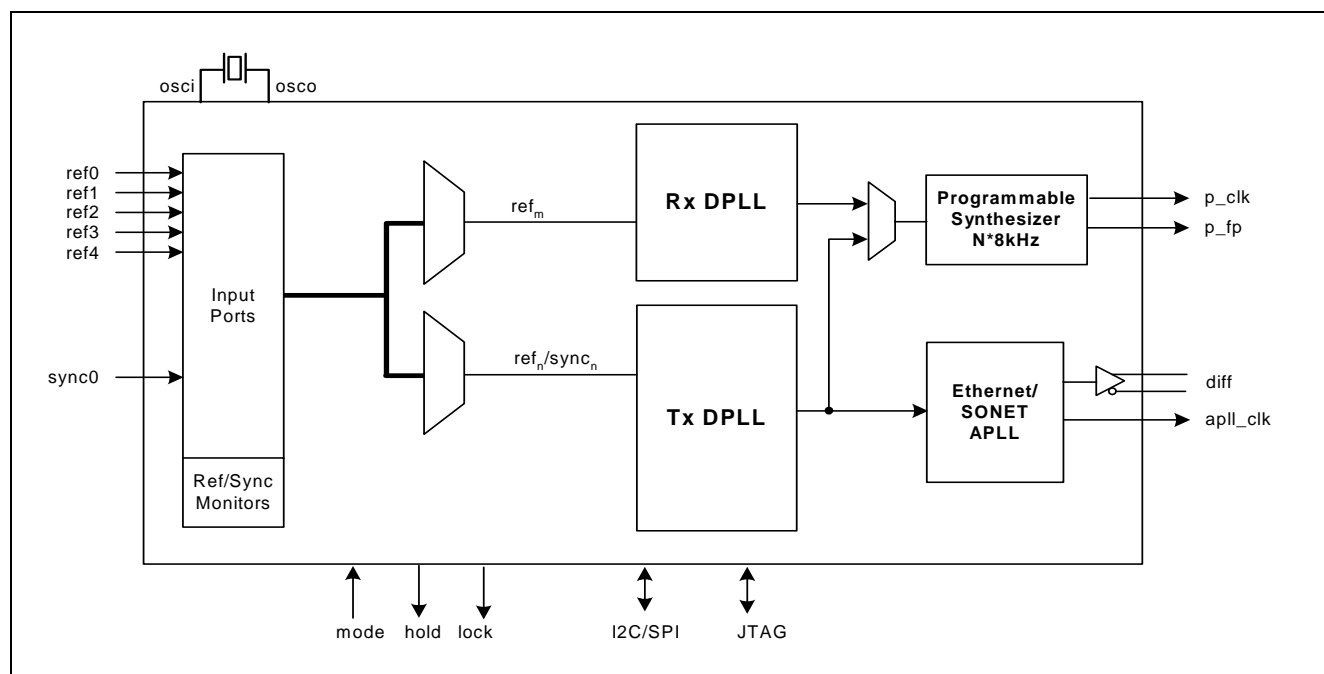 osci
osco
ref0
ref1
ref2
ref3
ref4
sync0
Input
Ports
Ref/Sync
Monitors
refm
refn/syncn
Rx DPLL
Tx DPLL
Programmable
Synthesizer
N*8kHz
Ethernet/
SONET
APLL
p_clk
p_fp
diff
apll_clk
mode
hold
lock
I2C/SPI
JTAG